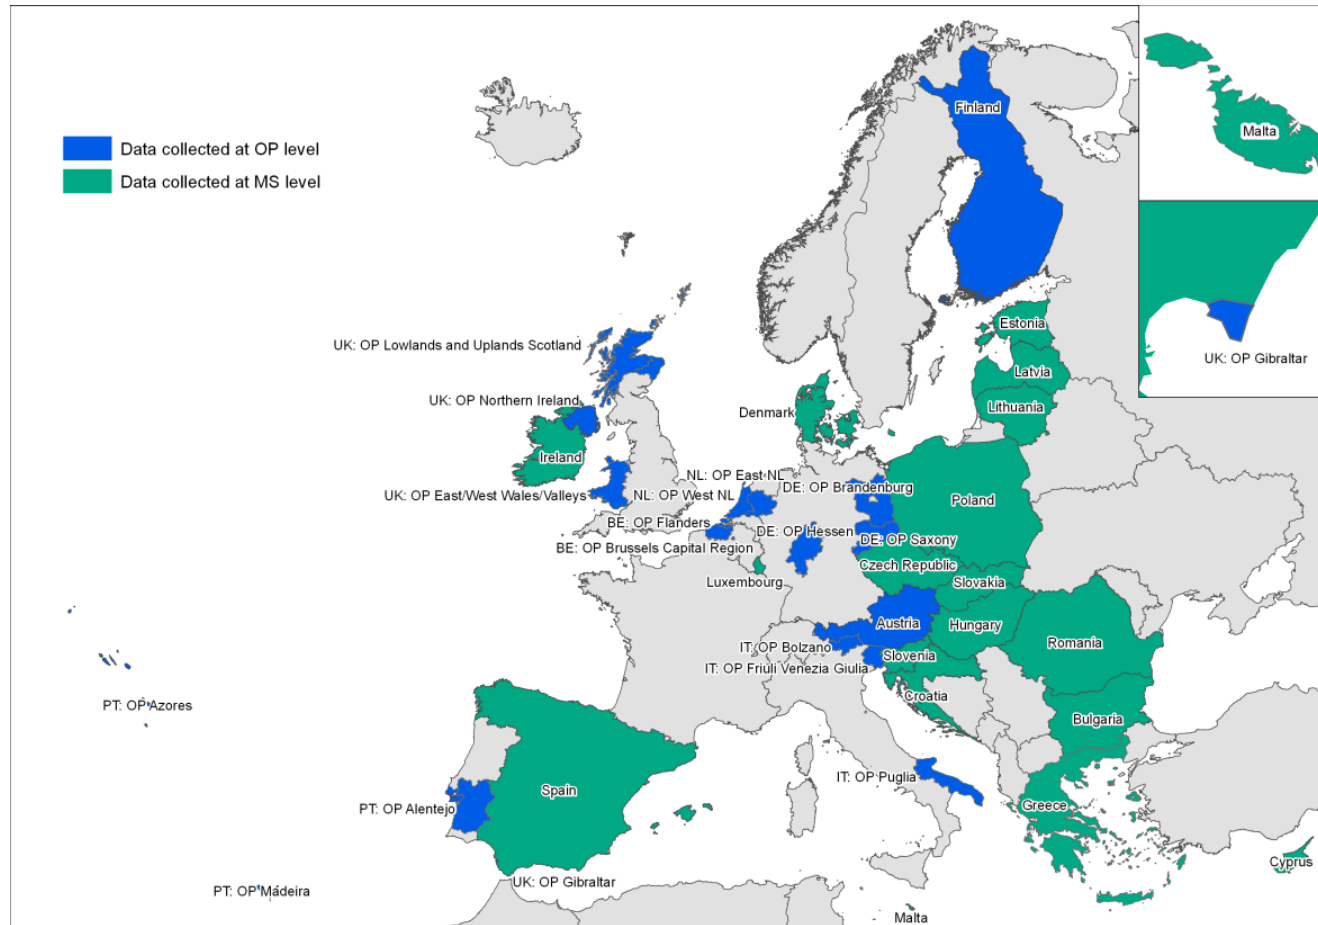 Finland
Malta
Data collected at OP level
Data collected at MS level
Estonia
UK: OP Lowlands and Uplands Scotland
UK: OP Gibraltar
Latvia
UK: OP Northern Ireland
Lithuania
Denmark
Ireland
NL: OP East NL
DE: OP Brandenburg
UK: OP East/West Wales/Valleys
NL: OP West NL
Poland
BE: OP Flanders
DE: OP Hessen
DE: OP Saxony
BE: OP Brussels Capital Region
Czech Republic
Luxembourg
Slovakia
Austria
Hungary
Romania
IT: OP Bolzano
Slovenia
IT: OP Friuli Venezia Giulia
Croatia
PT: OP Azores
Bulgaria
IT: OP Puglia
Spain
PT: OP Alentejo
Greece
Cyprus
UK: OP Gibraltar
PT: OP Madeira
Malta